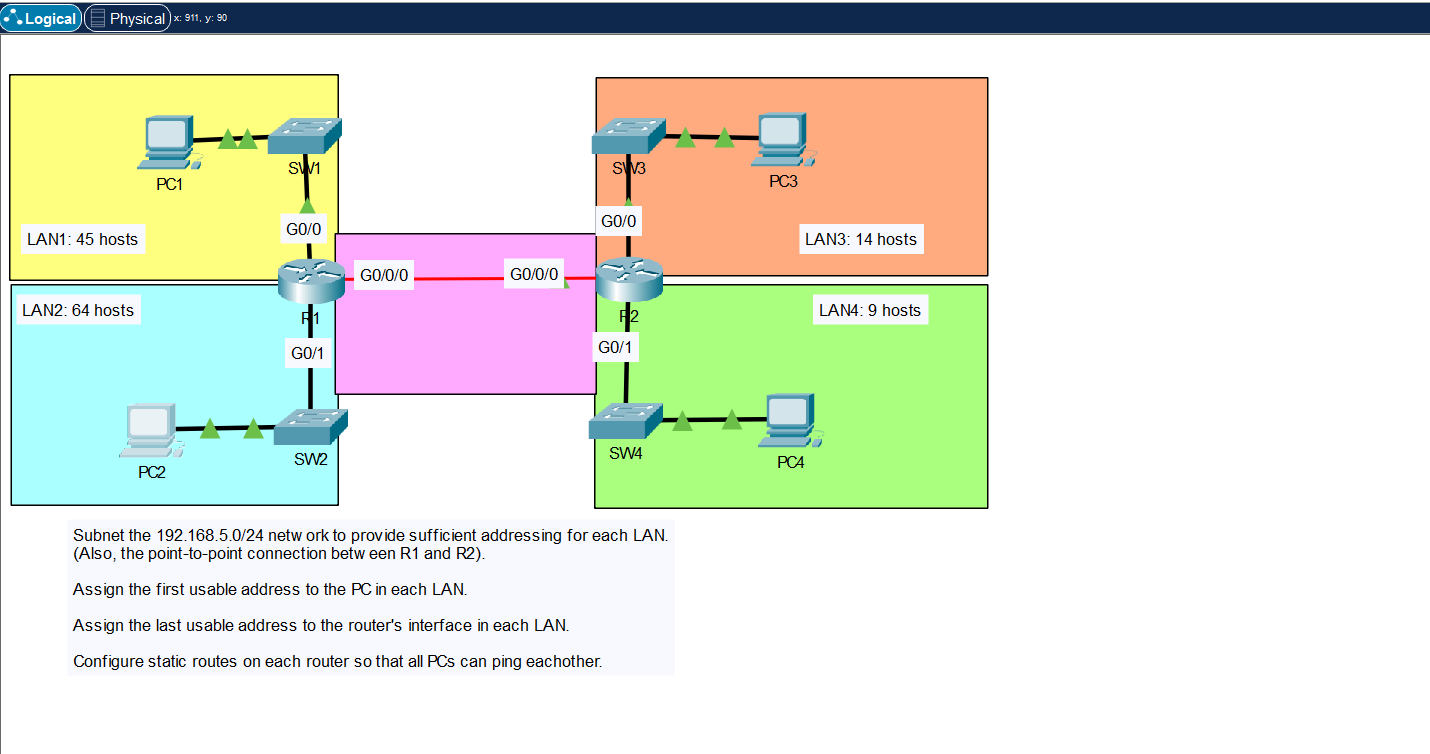 Logical Physical x: 911, y: 90
PC1
SW1
G0/0
LAN1: 45 hosts
SW3
PC3
G0/0
LAN3: 14 hosts
G0/0/0
G0/0/0
R1
LAN2: 64 hosts
G0/1
R2
LAN4: 9 hosts
G0/1
SW2
PC2
SW4
PC4
Subnet the 192.168.5.0/24 network to provide sufficient addressing for each LAN.
(Also, the point-to-point connection between R1 and R2).
Assign the first usable address to the PC in each LAN.
Assign the last usable address to the router's interface in each LAN.
Configure static routes on each router so that all PCs can ping eachother.